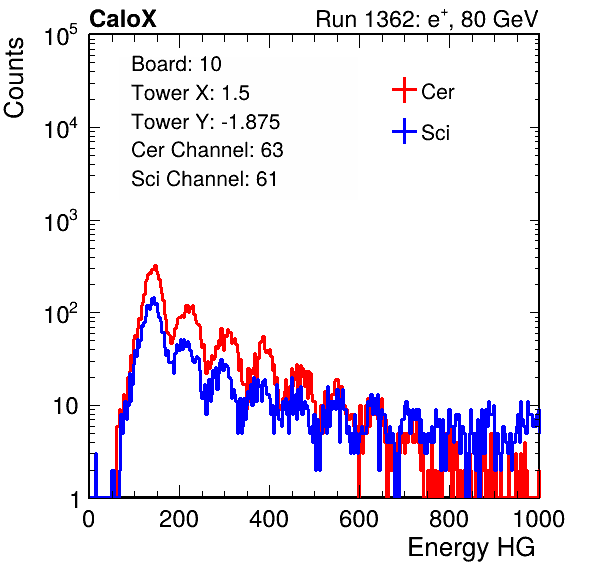 CaloX Run 1362: e⁺, 80 GeV
Counts
Board: 10
Tower X: 1.5
Tower Y: -1.875
Cer Channel: 63
Sci Channel: 61
Cer
Sci
10⁵
10⁴
10³
10²
10
1
0 200 400 600 800 1000
Energy HG